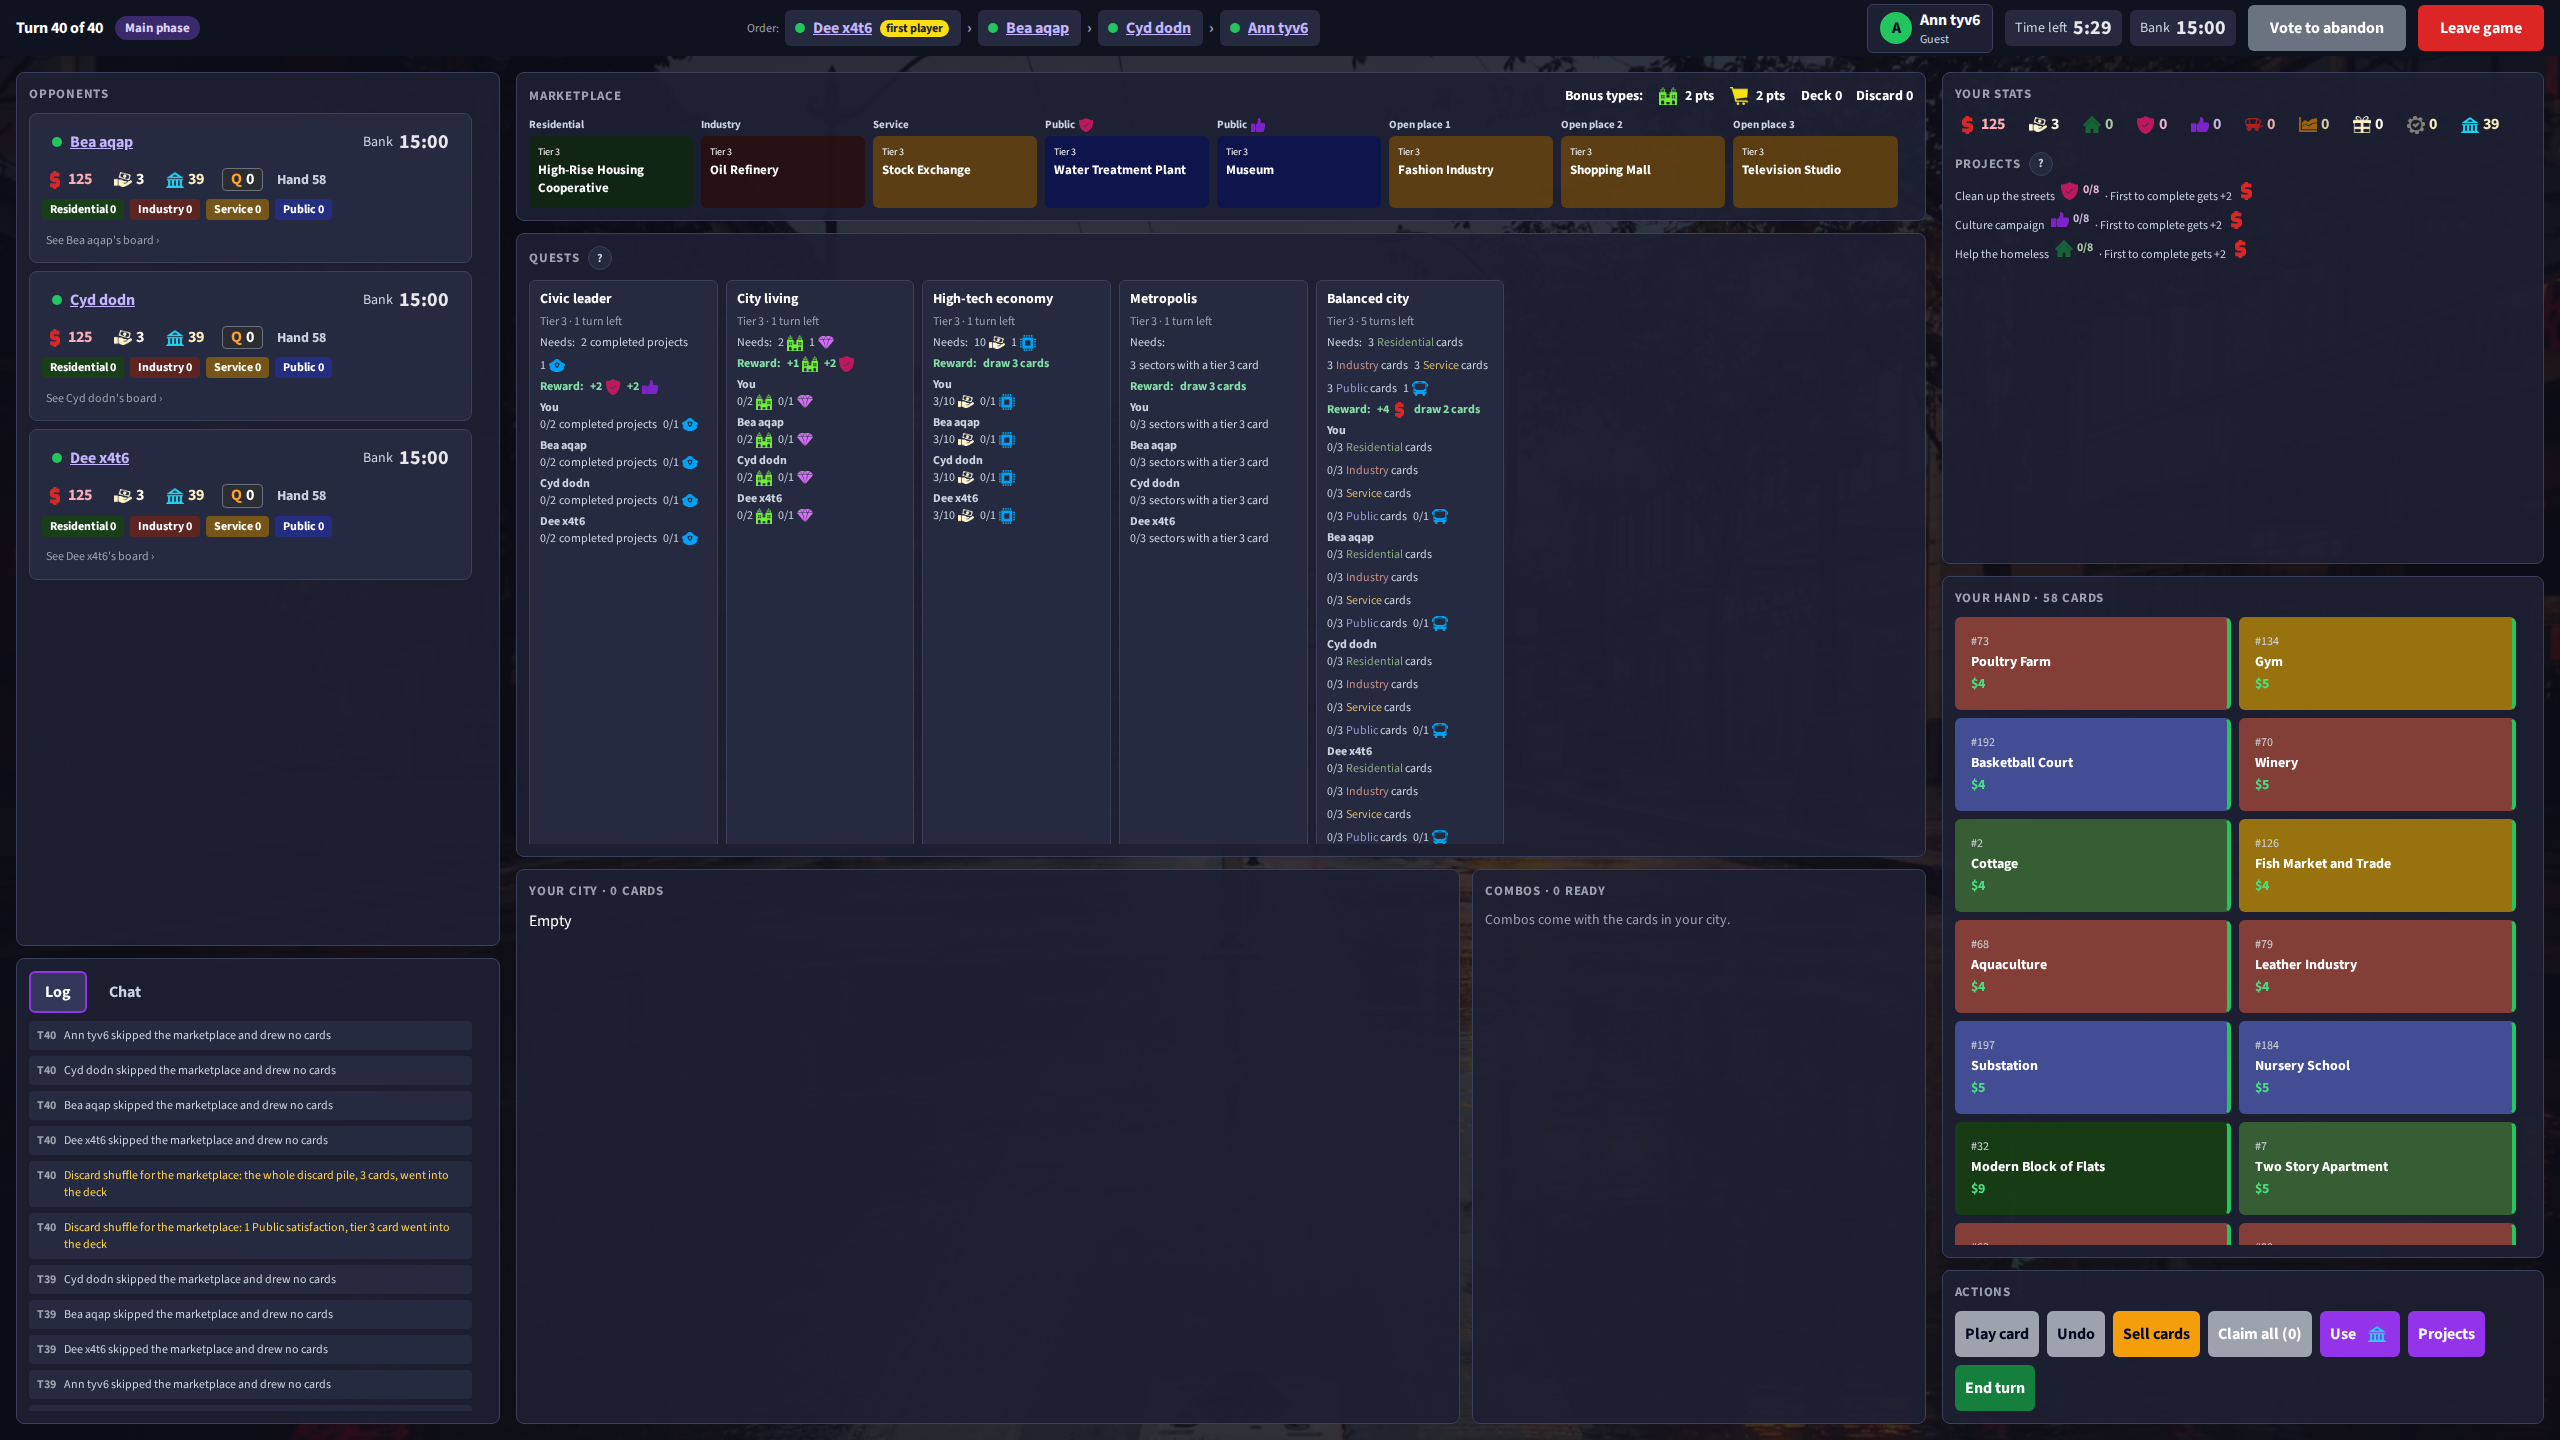 Turn 40 of 40 Main phase
Order: Dee x4t6 first player › Bea aqap › Cyd dodn › Ann tyv6
A Ann tyv6 Guest
Time left 5:29
Bank 15:00
Vote to abandon
Leave game
OPPONENTS
Bea aqap Bank 15:00
125 3 39 Q 0 Hand 58
Residential 0 Industry 0 Service 0 Public 0
See Bea aqap's board ›
Cyd dodn Bank 15:00
125 3 39 Q 0 Hand 58
Residential 0 Industry 0 Service 0 Public 0
See Cyd dodn's board ›
Dee x4t6 Bank 15:00
125 3 39 Q 0 Hand 58
Residential 0 Industry 0 Service 0 Public 0
See Dee x4t6's board ›
Log Chat
T40 Ann tyv6 skipped the marketplace and drew no cards
T40 Cyd dodn skipped the marketplace and drew no cards
T40 Bea aqap skipped the marketplace and drew no cards
T40 Dee x4t6 skipped the marketplace and drew no cards
T40 Discard shuffle for the marketplace: the whole discard pile, 3 cards, went into
the deck
T40 Discard shuffle for the marketplace: 1 Public satisfaction, tier 3 card went into
the deck
T39 Cyd dodn skipped the marketplace and drew no cards
T39 Bea aqap skipped the marketplace and drew no cards
T39 Dee x4t6 skipped the marketplace and drew no cards
T39 Ann tyv6 skipped the marketplace and drew no cards
MARKETPLACE
Bonus types: 2 pts 2 pts Deck 0 Discard 0
Residential Industry Service Public Public Open place 1 Open place 2 Open place 3
Tier 3
High-Rise Housing
Cooperative
Tier 3
Oil Refinery
Tier 3
Stock Exchange
Tier 3
Water Treatment Plant
Tier 3
Museum
Tier 3
Fashion Industry
Tier 3
Shopping Mall
Tier 3
Television Studio
QUESTS ?
Civic leader
Tier 3 · 1 turn left
Needs: 2 completed projects
1
Reward: +2 +2
You
0/2 completed projects 0/1
Bea aqap
0/2 completed projects 0/1
Cyd dodn
0/2 completed projects 0/1
Dee x4t6
0/2 completed projects 0/1
City living
Tier 3 · 1 turn left
Needs: 2 1
Reward: +1 +2
You
0/2 0/1
Bea aqap
0/2 0/1
Cyd dodn
0/2 0/1
Dee x4t6
0/2 0/1
High-tech economy
Tier 3 · 1 turn left
Needs: 10 1
Reward: draw 3 cards
You
3/10 0/1
Bea aqap
3/10 0/1
Cyd dodn
3/10 0/1
Dee x4t6
3/10 0/1
Metropolis
Tier 3 · 1 turn left
Needs:
3 sectors with a tier 3 card
Reward: draw 3 cards
You
0/3 sectors with a tier 3 card
Bea aqap
0/3 sectors with a tier 3 card
Cyd dodn
0/3 sectors with a tier 3 card
Dee x4t6
0/3 sectors with a tier 3 card
Balanced city
Tier 3 · 5 turns left
Needs: 3 Residential cards
3 Industry cards 3 Service cards
3 Public cards 1
Reward: +4 draw 2 cards
You
0/3 Residential cards
0/3 Industry cards
0/3 Service cards
0/3 Public cards 0/1
Bea aqap
0/3 Residential cards
0/3 Industry cards
0/3 Service cards
0/3 Public cards 0/1
Cyd dodn
0/3 Residential cards
0/3 Industry cards
0/3 Service cards
0/3 Public cards 0/1
Dee x4t6
0/3 Residential cards
0/3 Industry cards
0/3 Service cards
0/3 Public cards 0/1
YOUR CITY · 0 CARDS
Empty
COMBOS · 0 READY
Combos come with the cards in your city.
YOUR STATS
125 3 0 0 0 0 0 0 0 39
PROJECTS ?
Clean up the streets 0/8 · First to complete gets +2
Culture campaign 0/8 · First to complete gets +2
Help the homeless 0/8 · First to complete gets +2
YOUR HAND · 58 CARDS
#73
Poultry Farm
$4
#134
Gym
$5
#192
Basketball Court
$4
#70
Winery
$5
#2
Cottage
$4
#126
Fish Market and Trade
$4
#68
Aquaculture
$4
#79
Leather Industry
$4
#197
Substation
$5
#184
Nursery School
$5
#32
Modern Block of Flats
$9
#7
Two Story Apartment
$5
ACTIONS
Play card Undo Sell cards Claim all (0) Use Projects
End turn